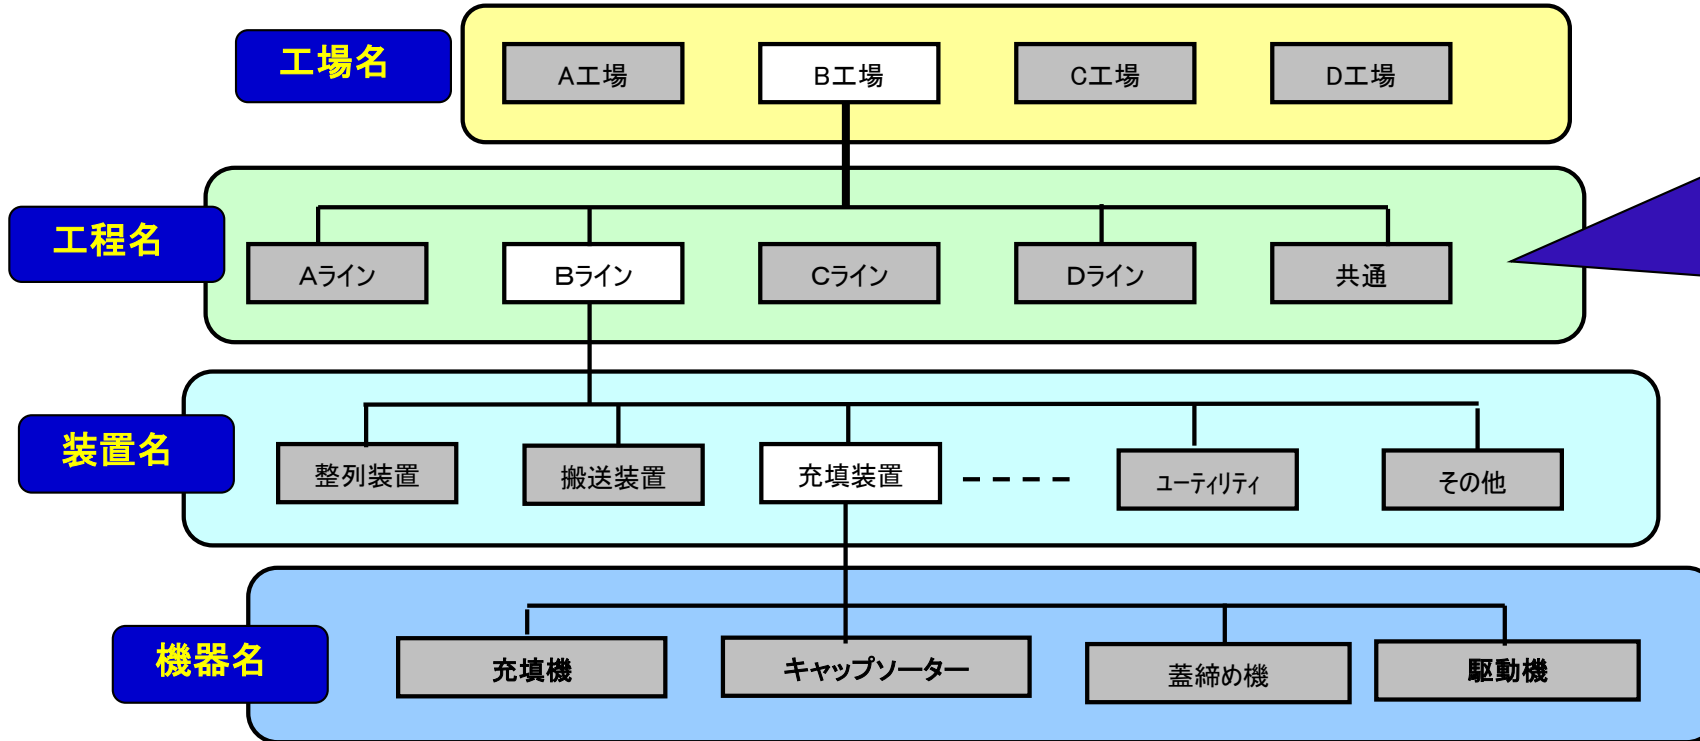 工場名
A工場
B工場
C工場
D工場
工程名
Aライン
Bライン
Cライン
Dライン
共通
装置名
整列装置
搬送装置
充填装置
ユーティリティ
その他
機器名
充填機
キャップソーター
蓋締め機
駆動機